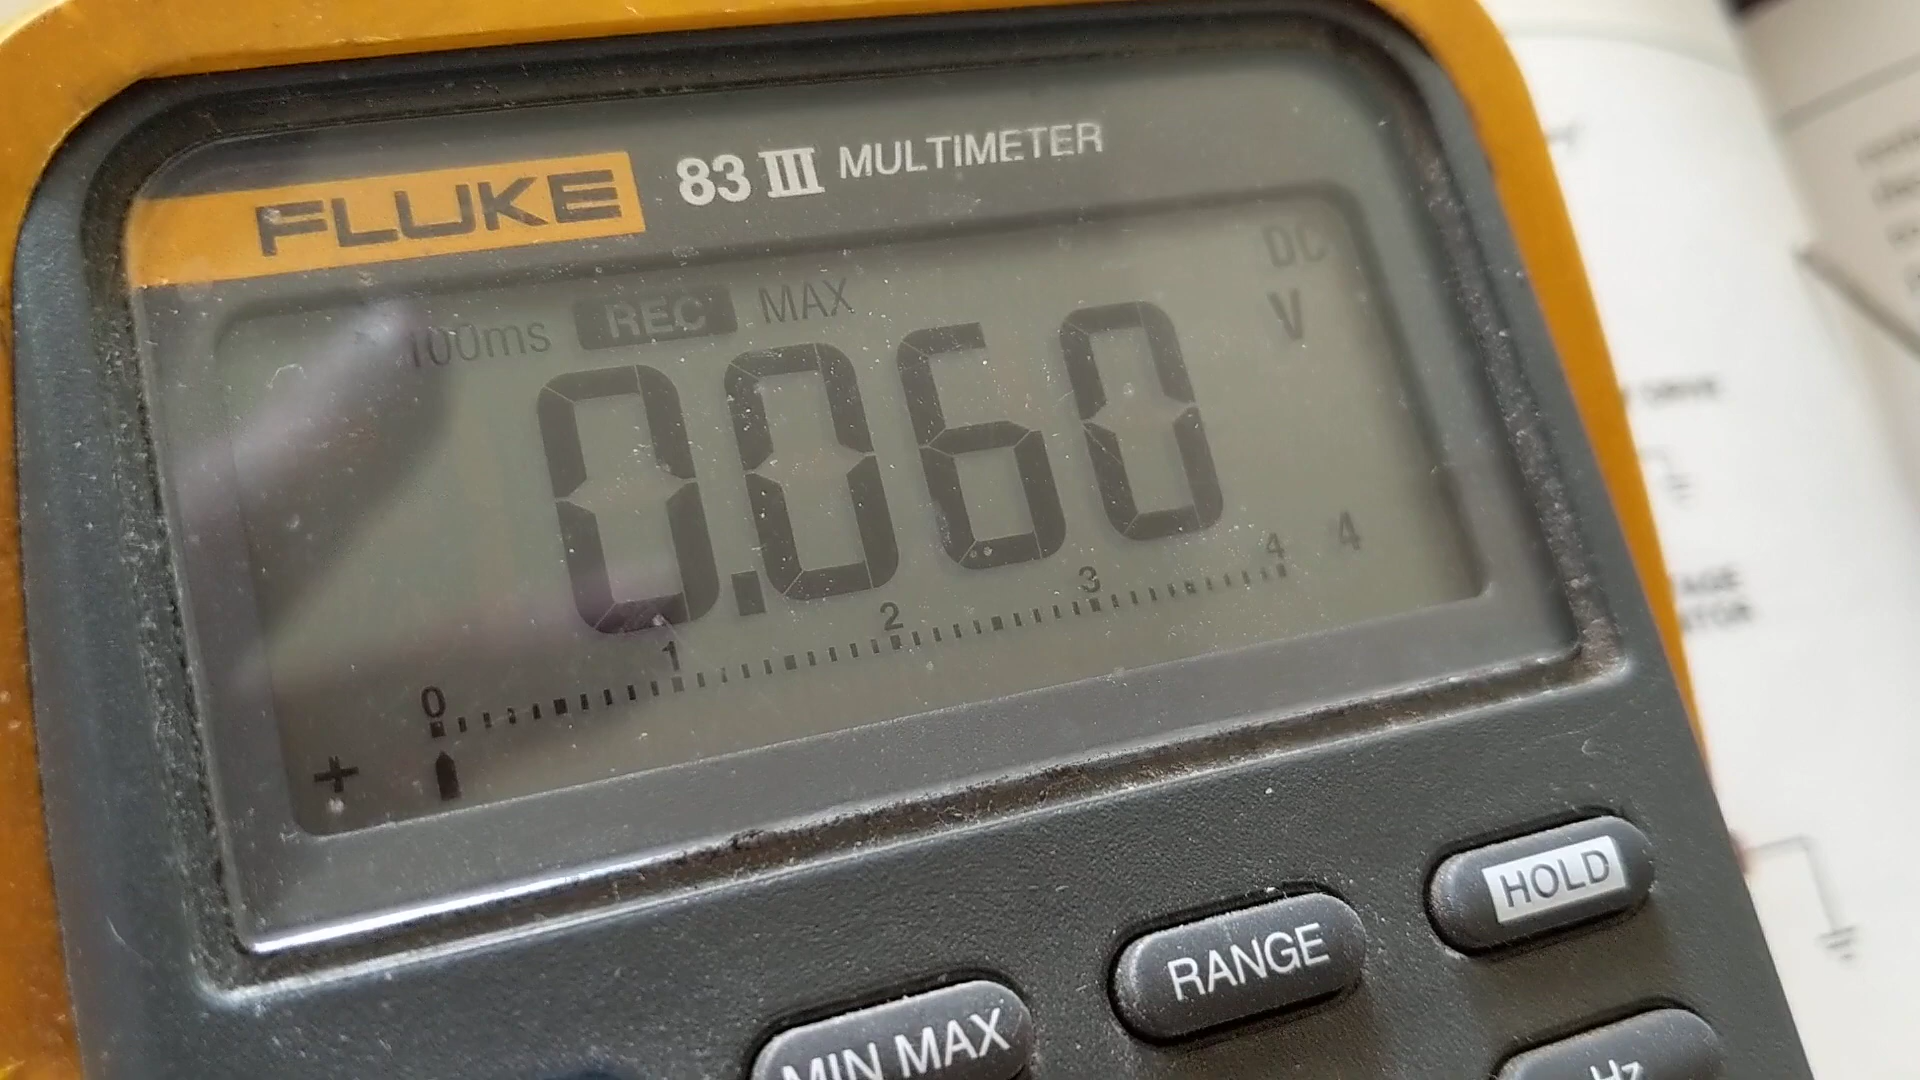 FLUKE 83 III MULTIMETER
100ms REC MAX DC
0.060 V
0 1 2 3 4 4
+
HOLD
RANGE
MIN MAX
Hz